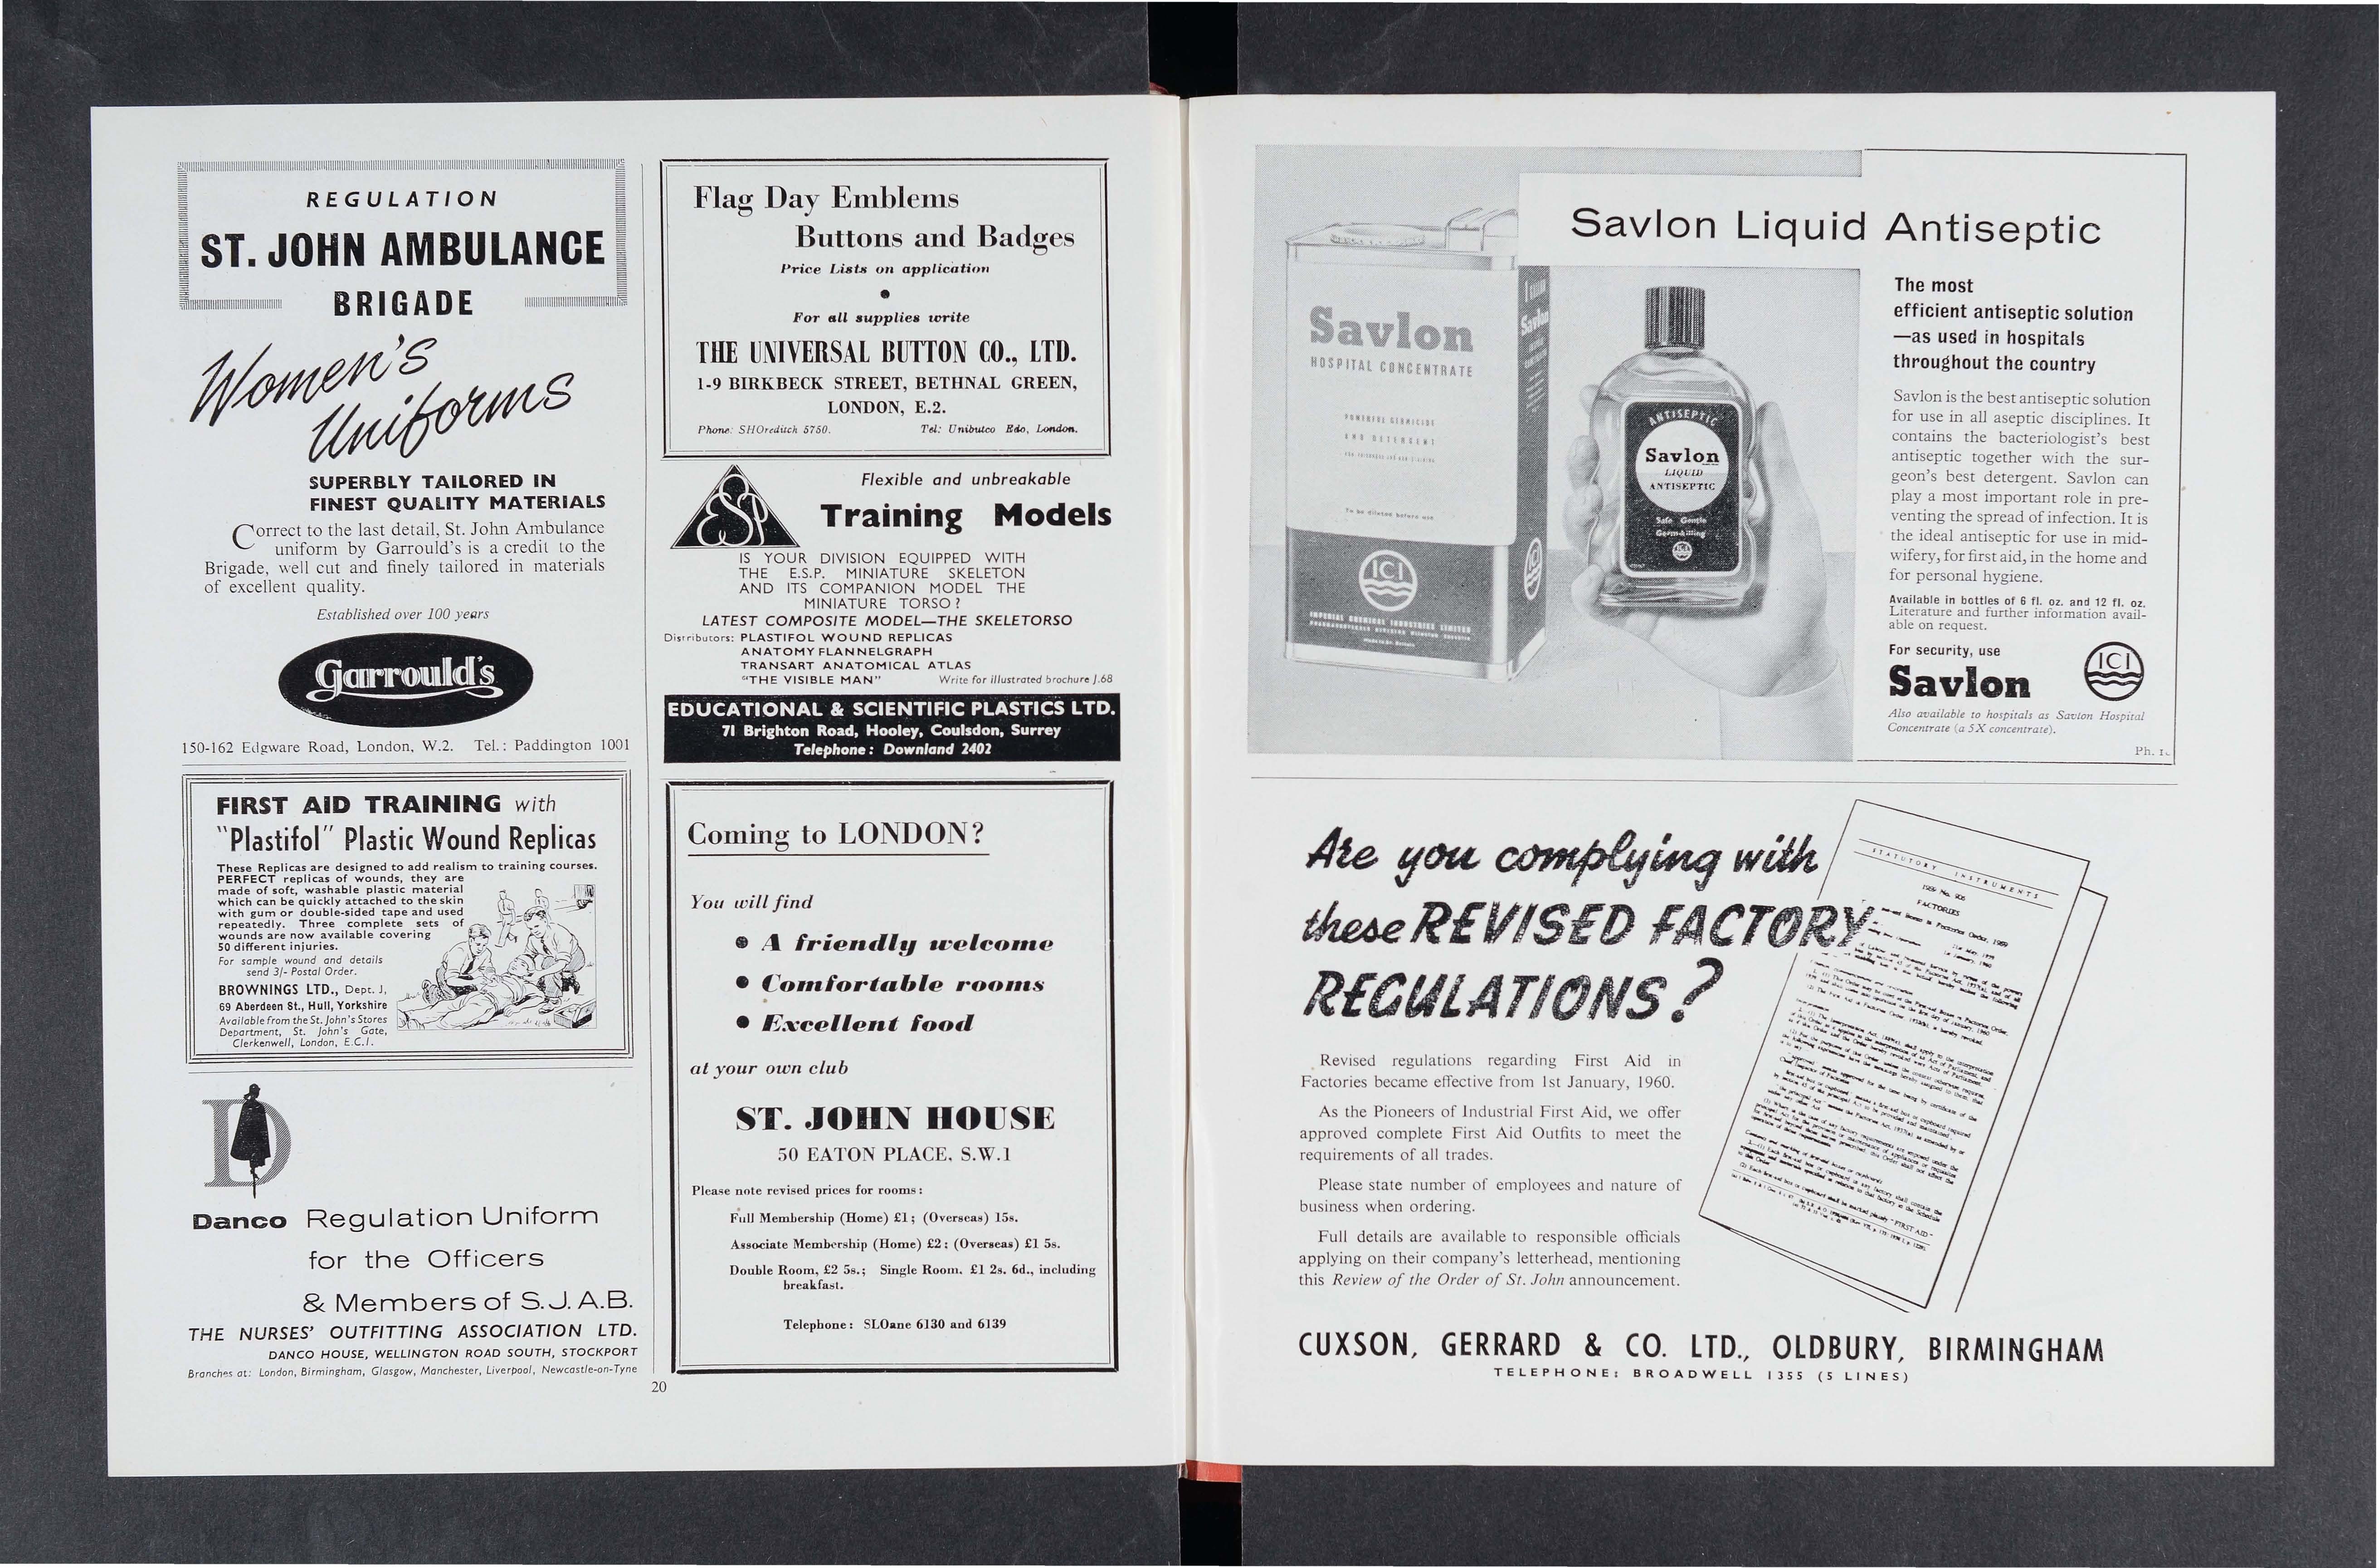 REGULATION
ST. JOHN AMBULANCE
BRIGADE
Women's
Uniforms
SUPERBLY TAILORED IN
FINEST QUALITY MATERIALS
Correct to the last detail, St. John Ambulance
uniform by Garrould's is a credit to the
Brigade, well cut and finely tailored in materials
of excellent quality.
Established over 100 years
Garrould's
150-162 Edgware Road, London, W.2. Tel.: Paddington 1001
FIRST AID TRAINING with
"Plastifol" Plastic Wound Replicas
These Replicas are designed to add realism to training courses.
PERFECT replicas of wounds, they are
made of soft, washable plastic material
which can be quickly attached to the skin
with gum or double-sided tape and used
repeatedly. Three complete sets of
wounds are now available covering
50 different injuries.
For sample wound and details
send 3/- Postal Order.
BROWNINGS LTD., Dept. J,
69 Aberdeen St., Hull, Yorkshire
Available from the St. John's Stores
Department, St. John's Gate,
Clerkenwell, London, E.C.1.
D
Danco Regulation Uniform
for the Officers
& Members of S.J.A.B.
THE NURSES' OUTFITTING ASSOCIATION LTD.
DANCO HOUSE, WELLINGTON ROAD SOUTH, STOCKPORT
Branches at: London, Birmingham, Glasgow, Manchester, Liverpool, Newcastle-on-Tyne
Flag Day Emblems
Buttons and Badges
Price Lists on application
For all supplies write
THE UNIVERSAL BUTTON CO., LTD.
1-9 BIRKBECK STREET, BETHNAL GREEN,
LONDON, E.2.
Phone: SHOreditch 5750. Tel: Unibutco Edo, London.
ESP
Flexible and unbreakable
Training Models
IS YOUR DIVISION EQUIPPED WITH
THE E.S.P. MINIATURE SKELETON
AND ITS COMPANION MODEL THE
MINIATURE TORSO?
LATEST COMPOSITE MODEL—THE SKELETORSO
Distributors: PLASTIFOL WOUND REPLICAS
ANATOMY FLANNELGRAPH
TRANSART ANATOMICAL ATLAS
"THE VISIBLE MAN" Write for illustrated brochure J.68
EDUCATIONAL & SCIENTIFIC PLASTICS LTD.
71 Brighton Road, Hooley, Coulsdon, Surrey
Telephone: Downland 2402
Coming to LONDON?
You will find
• A friendly welcome
• Comfortable rooms
• Excellent food
at your own club
ST. JOHN HOUSE
50 EATON PLACE, S.W.1
Please note revised prices for rooms:
Full Membership (Home) £1; (Overseas) 15s.
Associate Membership (Home) £2; (Overseas) £1 5s.
Double Room, £2 5s.; Single Room. £1 2s. 6d., including
breakfast.
Telephone: SLOane 6130 and 6139
20
Savlon Liquid Antiseptic
Savlon
HOSPITAL CONCENTRATE
POWERFUL GERMICIDE
AND DETERGENT
To be diluted before use
ICI
IMPERIAL CHEMICAL INDUSTRIES LIMITED
Savlon
ANTISEPTIC
Savlon
LIQUID
ANTISEPTIC
Safe Gentle
Germ-killing
The most
efficient antiseptic solution
—as used in hospitals
throughout the country
Savlon is the best antiseptic solution
for use in all aseptic disciplines. It
contains the bacteriologist's best
antiseptic together with the sur-
geon's best detergent. Savlon can
play a most important role in pre-
venting the spread of infection. It is
the ideal antiseptic for use in mid-
wifery, for first aid, in the home and
for personal hygiene.
Available in bottles of 6 fl. oz. and 12 fl. oz.
Literature and further information avail-
able on request.
For security, use
Savlon
ICI
Also available to hospitals as Savlon Hospital
Concentrate (a 5X concentrate).
Ph.
Are you complying with
these REVISED FACTORY
REGULATIONS?
Revised regulations regarding First Aid in
Factories became effective from 1st January, 1960.
As the Pioneers of Industrial First Aid, we offer
approved complete First Aid Outfits to meet the
requirements of all trades.
Please state number of employees and nature of
business when ordering.
Full details are available to responsible officials
applying on their company's letterhead, mentioning
this Review of the Order of St. John announcement.
STATUTORY INSTRUMENTS
FACTORIES
CUXSON, GERRARD & CO. LTD., OLDBURY, BIRMINGHAM
TELEPHONE: BROADWELL 1355 (5 LINES)